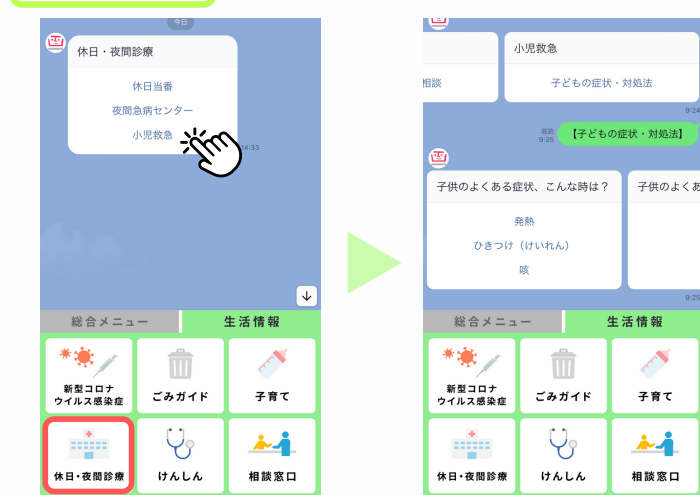 今日
休日・夜間診療
休日当番
夜間急病センター
小児救急
14:33
総合メニュー
生活情報
新型コロナ
ウイルス感染症
ごみガイド
子育て
休日・夜間診療
けんしん
相談窓口
相談
小児救急
子どもの症状・対処法
9:24
既読
9:25
【子どもの症状・対処法】
子供のよくある症状、こんな時は？
発熱
ひきつけ（けいれん）
咳
子供のよくあ
9:25
総合メニュー
生活情報
新型コロナ
ウイルス感染症
ごみガイド
子育て
休日・夜間診療
けんしん
相談窓口